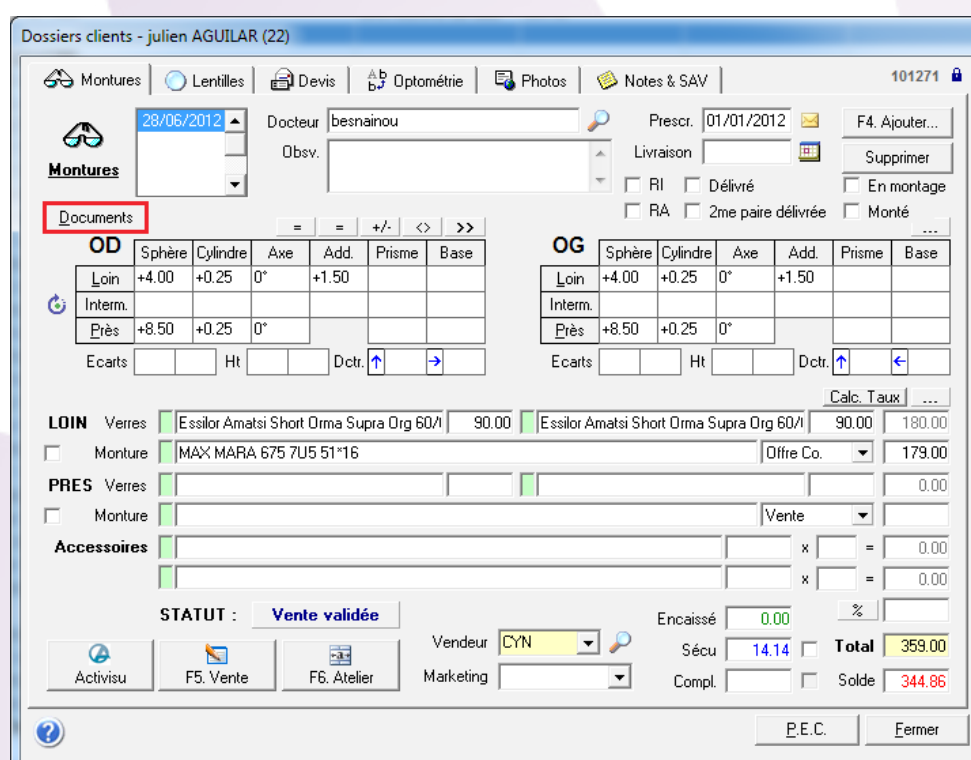 Dossiers clients - julien AGUILAR (22)
Montures Lentilles Devis Optométrie Photos Notes & SAV 101271
28/06/2012 Docteur besnainou Prescr. 01/01/2012 F4. Ajouter...
Montures Obsv. Livraison Supprimer
RI Délivré En montage
Documents RA 2me paire délivrée Monté
= = +/- <> >> ...
OD Sphère Cylindre Axe Add. Prisme Base OG Sphère Cylindre Axe Add. Prisme Base
Loin +4.00 +0.25 0° +1.50 Loin +4.00 +0.25 0° +1.50
Interm. Interm.
Près +8.50 +0.25 0° Près +8.50 +0.25 0°
Ecarts Ht Dctr. Ecarts Ht Dctr.
Calc. Taux ...
LOIN Verres Essilor Amatsi Short Orma Supra Org 60/ 90.00 Essilor Amatsi Short Orma Supra Org 60/ 90.00 180.00
Monture MAX MARA 675 7U5 51*16 Offre Co. 179.00
PRES Verres 0.00
Monture Vente
Accessoires x = 0.00
x = 0.00
STATUT : Vente validée Encaissé 0.00 %
Vendeur CYN Sécu 14.14 Total 359.00
Activisu F5. Vente F6. Atelier Marketing Compl. Solde 344.86
P.E.C. Fermer